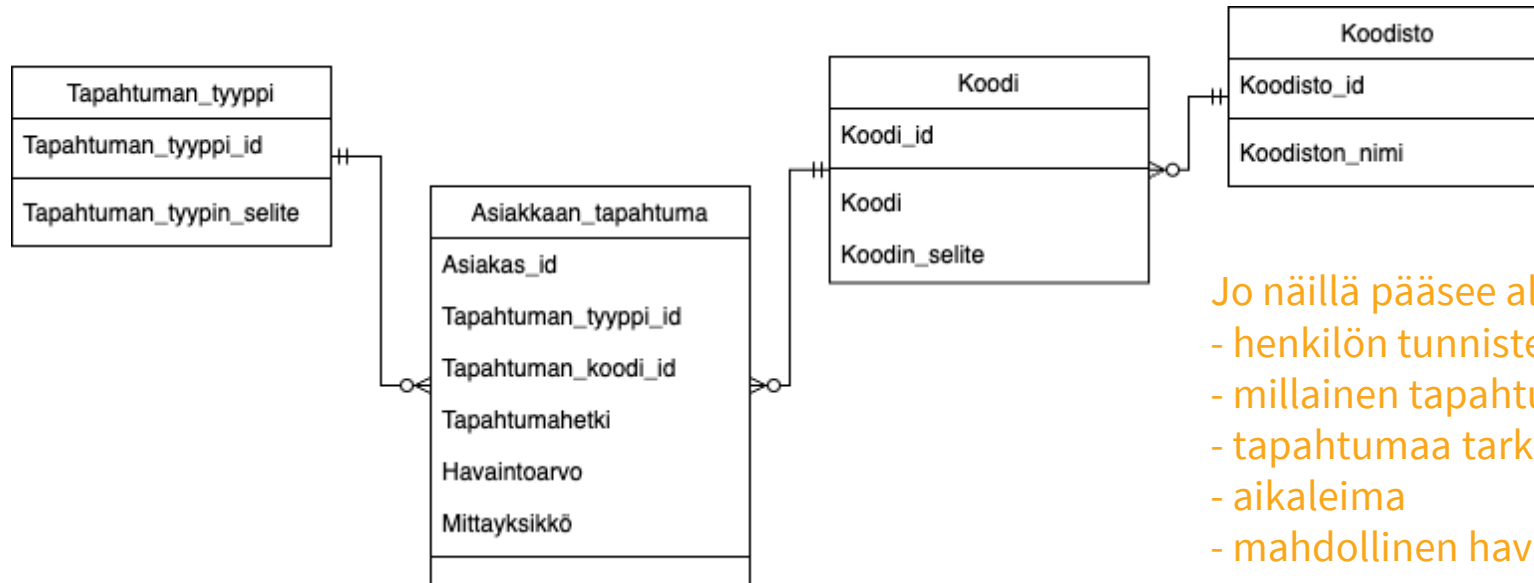 Tapahtuman_tyyppi
Tapahtuman_tyyppi_id
Tapahtuman_tyypin_selite
Asiakkaan_tapahtuma
Asiakas_id
Tapahtuman_tyyppi_id
Tapahtuman_koodi_id
Tapahtumahetki
Havaintoarvo
Mittayksikkö
Koodi
Koodi_id
Koodi
Koodin_selite
Koodisto
Koodisto_id
Koodiston_nimi
Jo näillä pääsee
- henkilön
- millainen
- tapahtumaa
- aikaleima
- mahdollinen